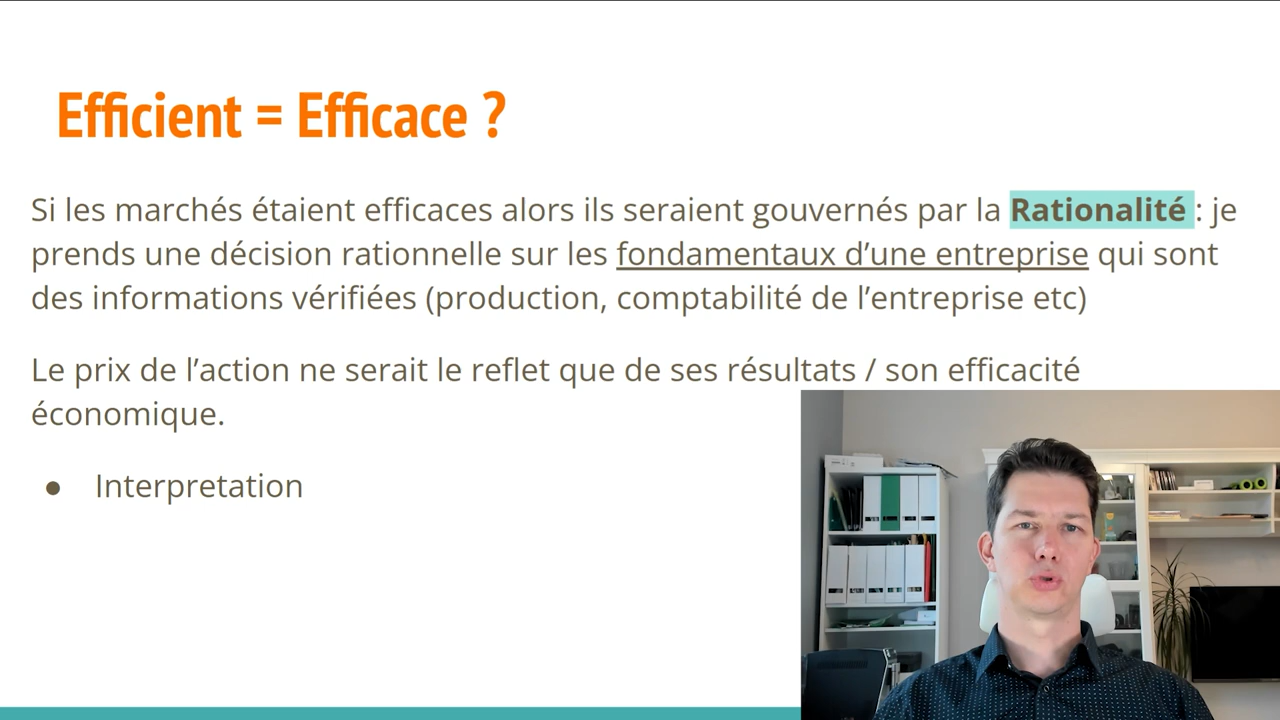 Efficient = Efficace ?
Si les marchés étaient efficaces alors ils seraient gouvernés par la Rationalité : je
prends une décision rationnelle sur les fondamentaux d’une entreprise qui sont
des informations vérifiées (production, comptabilité de l’entreprise etc)
Le prix de l’action ne serait le reflet que de ses résultats / son efficacité
économique.
● Interpretation